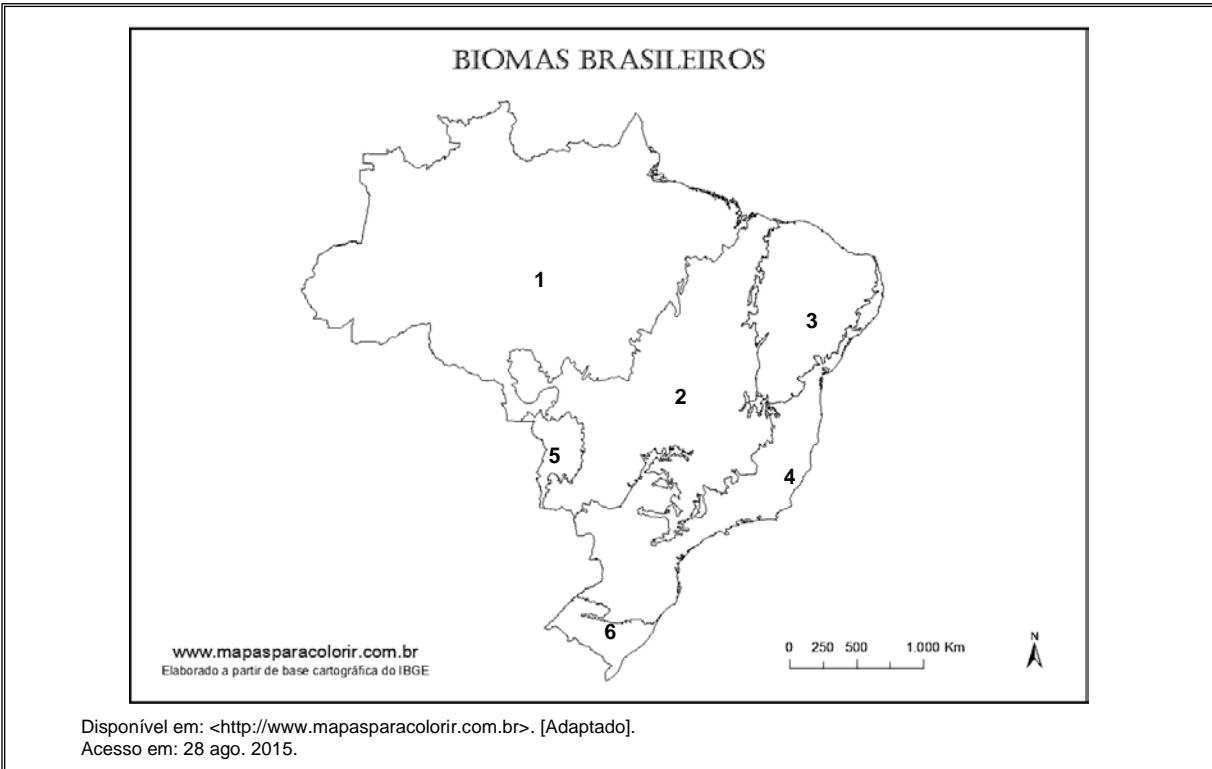 BIOMAS BRASILEIROS
1
3
2
5
4
6
www.mapasparacolorir.com.br
Elaborado a partir de base cartográfica do IBGE
0 250 500 1.000 Km
N
Disponível em: <http://www.mapasparacolorir.com.br>. [Adaptado].
Acesso em: 28 ago. 2015.